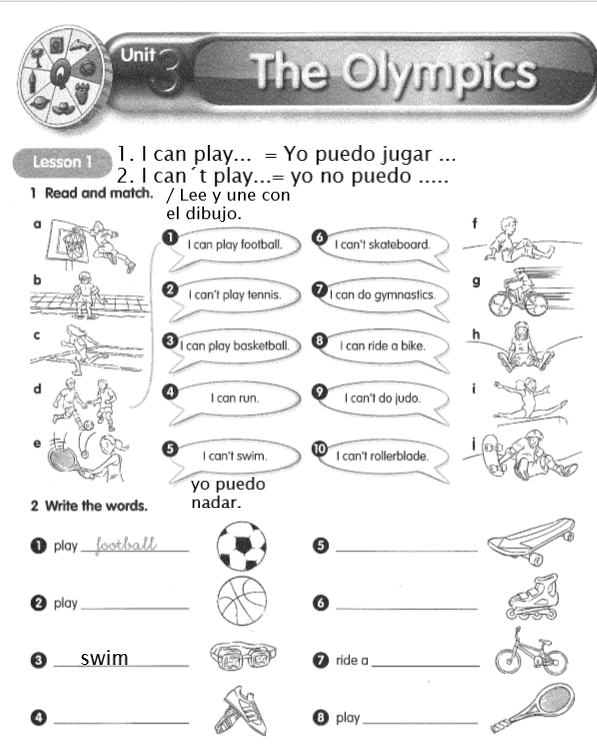 Unit 3
The Olympics
Lesson 1
1. I can play... = Yo puedo jugar ...
2. I can´t play...= yo no puedo .....
1 Read and match. / Lee y une con
el dibujo.
a
b
c
d
e
1 I can play football.
2 I can't play tennis.
3 I can play basketball.
4 I can run.
5 I can't swim.
yo puedo
nadar.
6 I can't skateboard.
7 I can do gymnastics.
8 I can ride a bike.
9 I can't do judo.
10 I can't rollerblade.
f
g
h
i
j
2 Write the words.
1 play football
2 play
3 swim
4
5
6
7 ride a
8 play